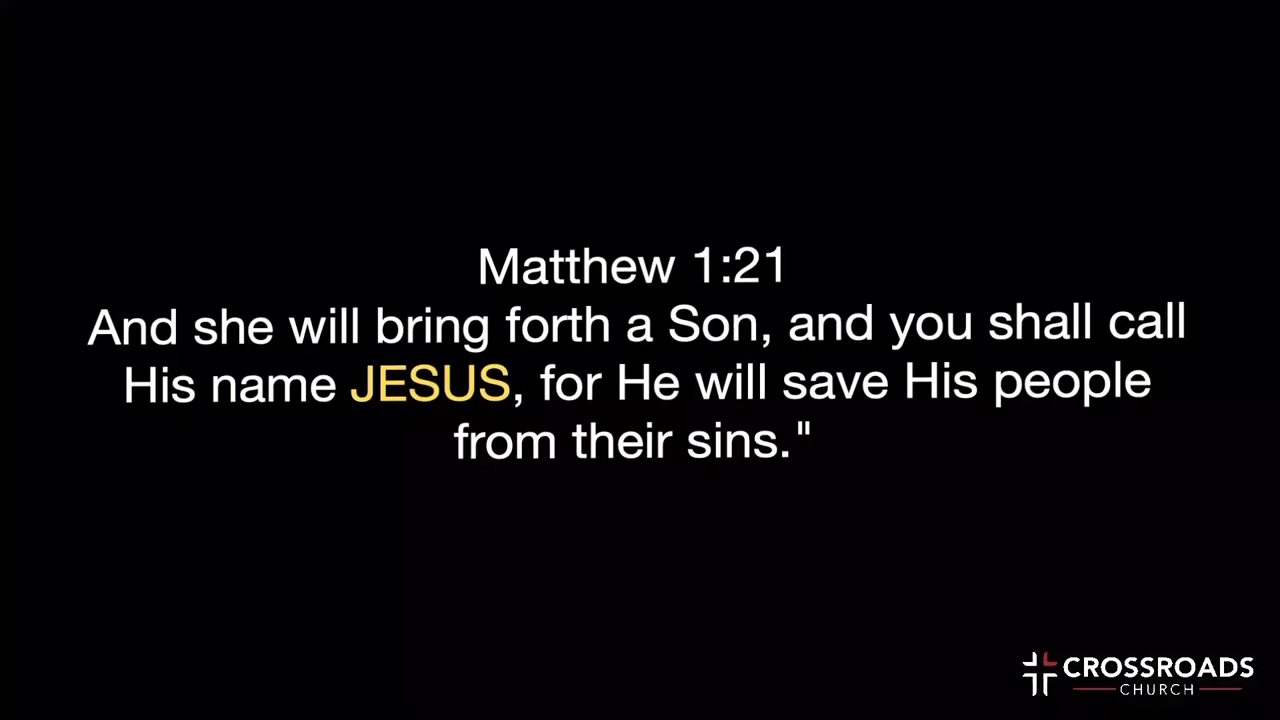 Matthew 1:21
And she will bring forth a Son, and you shall call
His name JESUS, for He will save His people
from their sins."
CROSSROADS
CHURCH